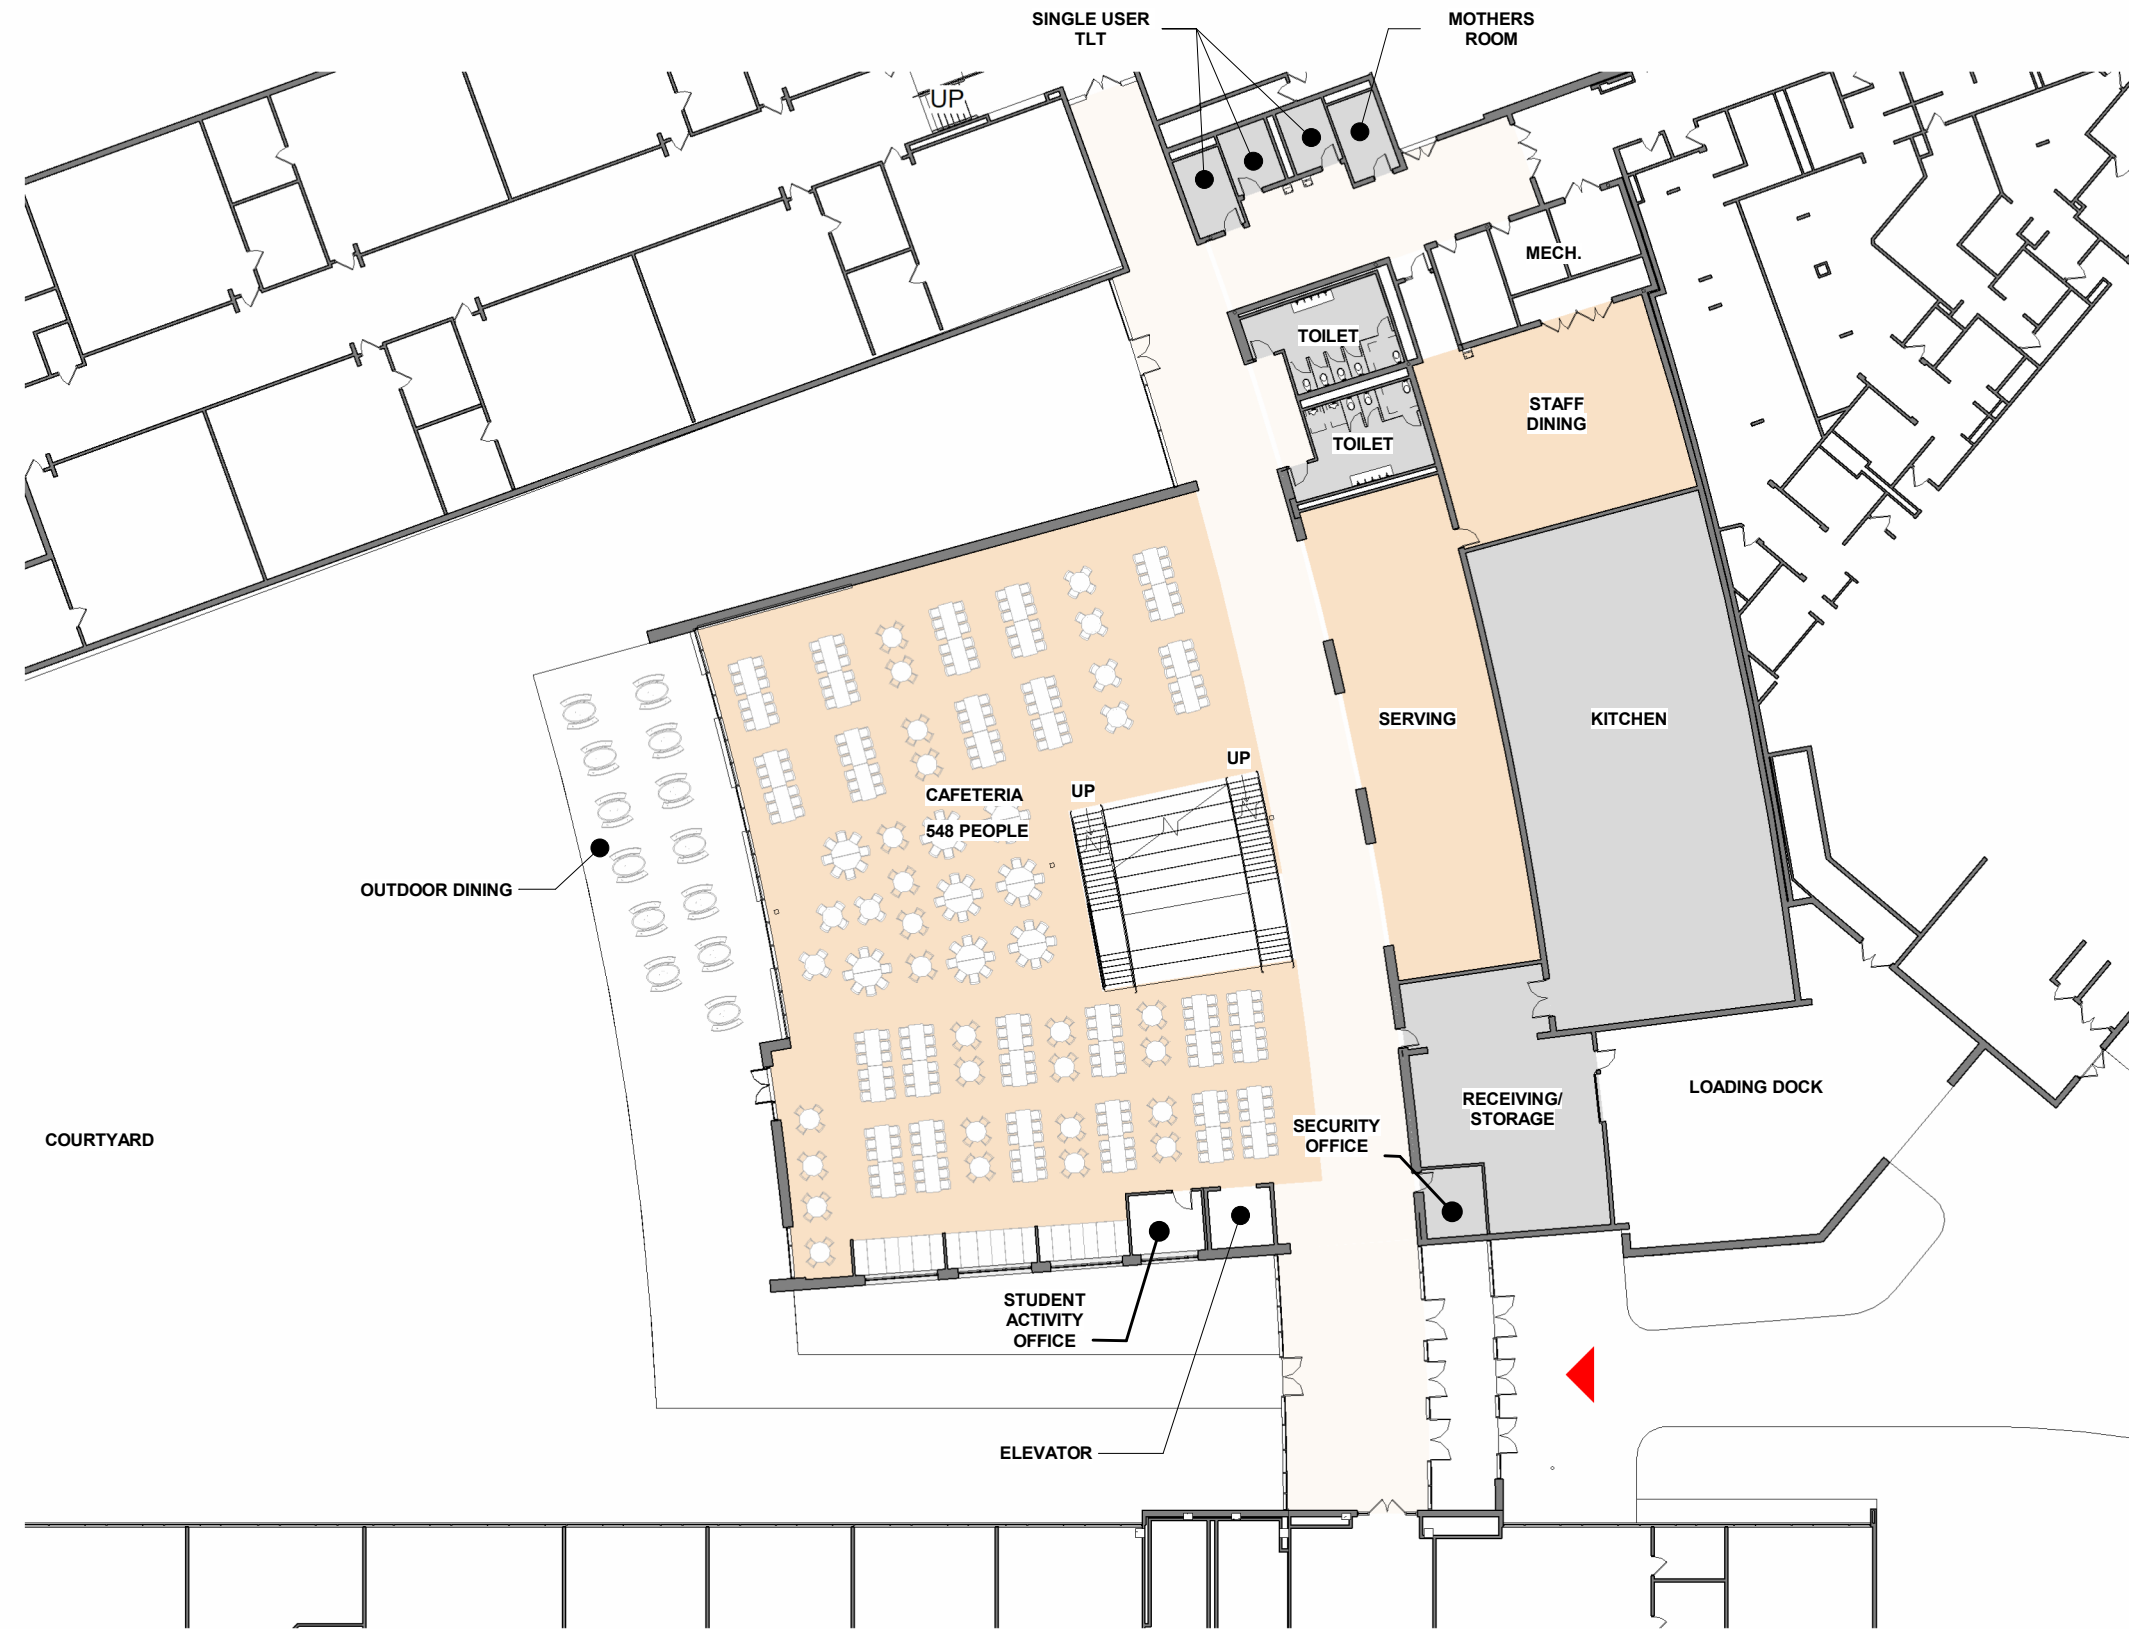 SINGLE USER
TLT
MOTHERS
ROOM
UP
MECH.
TOILET
STAFF
DINING
TOILET
SERVING
KITCHEN
UP
UP
CAFETERIA
548 PEOPLE
OUTDOOR DINING
LOADING DOCK
RECEIVING/
STORAGE
SECURITY
OFFICE
COURTYARD
STUDENT
ACTIVITY
OFFICE
ELEVATOR